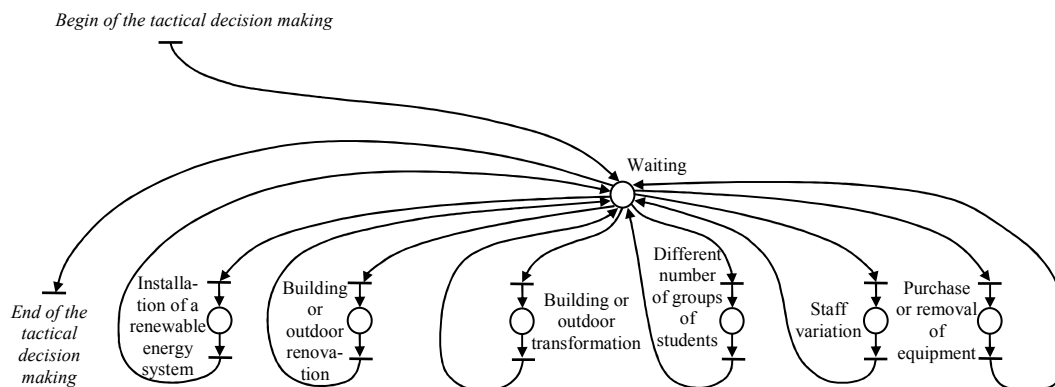 Begin of the tactical decision making
Waiting
End of the
tactical
decision
making
Installa-
tion of a
renewable
energy
system
Building
or
outdoor
renova-
tion
Building or
outdoor
transformation
Different
number
of groups
of
students
Staff
variation
Purchase
or removal
of
equipment